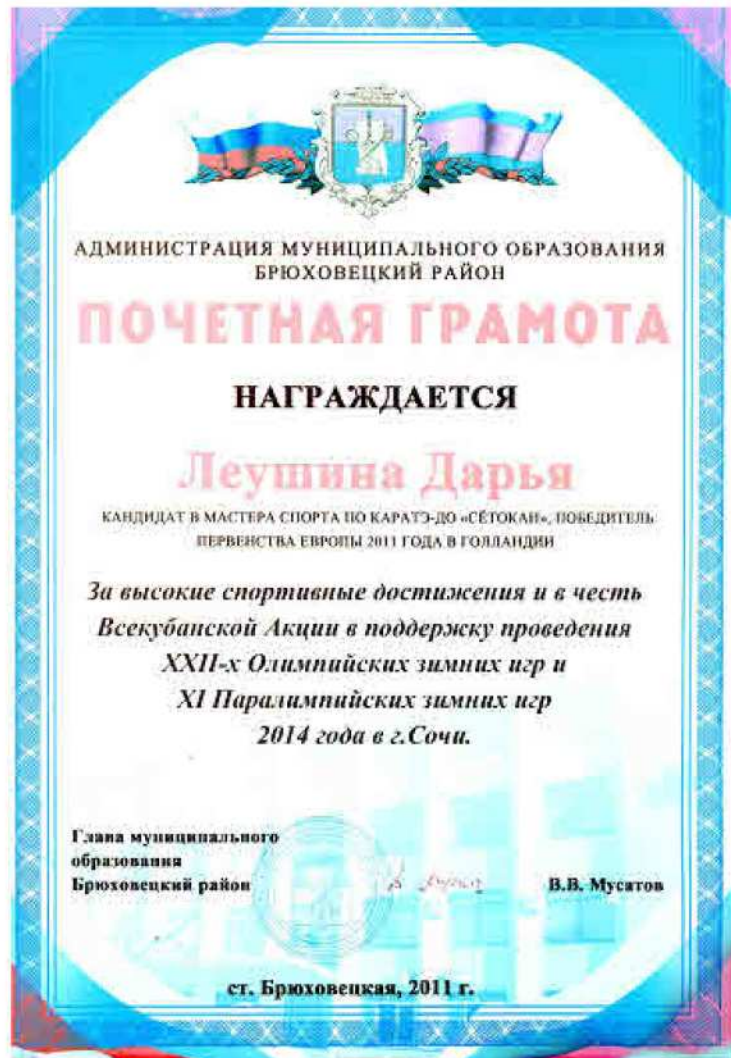 АДМИНИСТРАЦИЯ МУНИЦИПАЛЬНОГО ОБРАЗОВАНИЯ
БРЮХОВЕЦКИЙ РАЙОН
ПОЧЕТНАЯ ГРАМОТА
НАГРАЖДАЕТСЯ
Леушина Дарья
КАНДИДАТ В МАСТЕРА СПОРТА ПО КАРАТЭ-ДО «СЁТОКАН», ПОБЕДИТЕЛЬ
ПЕРВЕНСТВА ЕВРОПЫ 2011 ГОДА В ГОЛЛАНДИИ
За высокие спортивные достижения и в честь
Всекубанской Акции в поддержку проведения
XXII-х Олимпийских зимних игр и
XI Паралимпийских зимних игр
2014 года в г.Сочи.
Глава муниципального
образования
Брюховецкий район
В.В. Мусатов
ст. Брюховецкая, 2011 г.